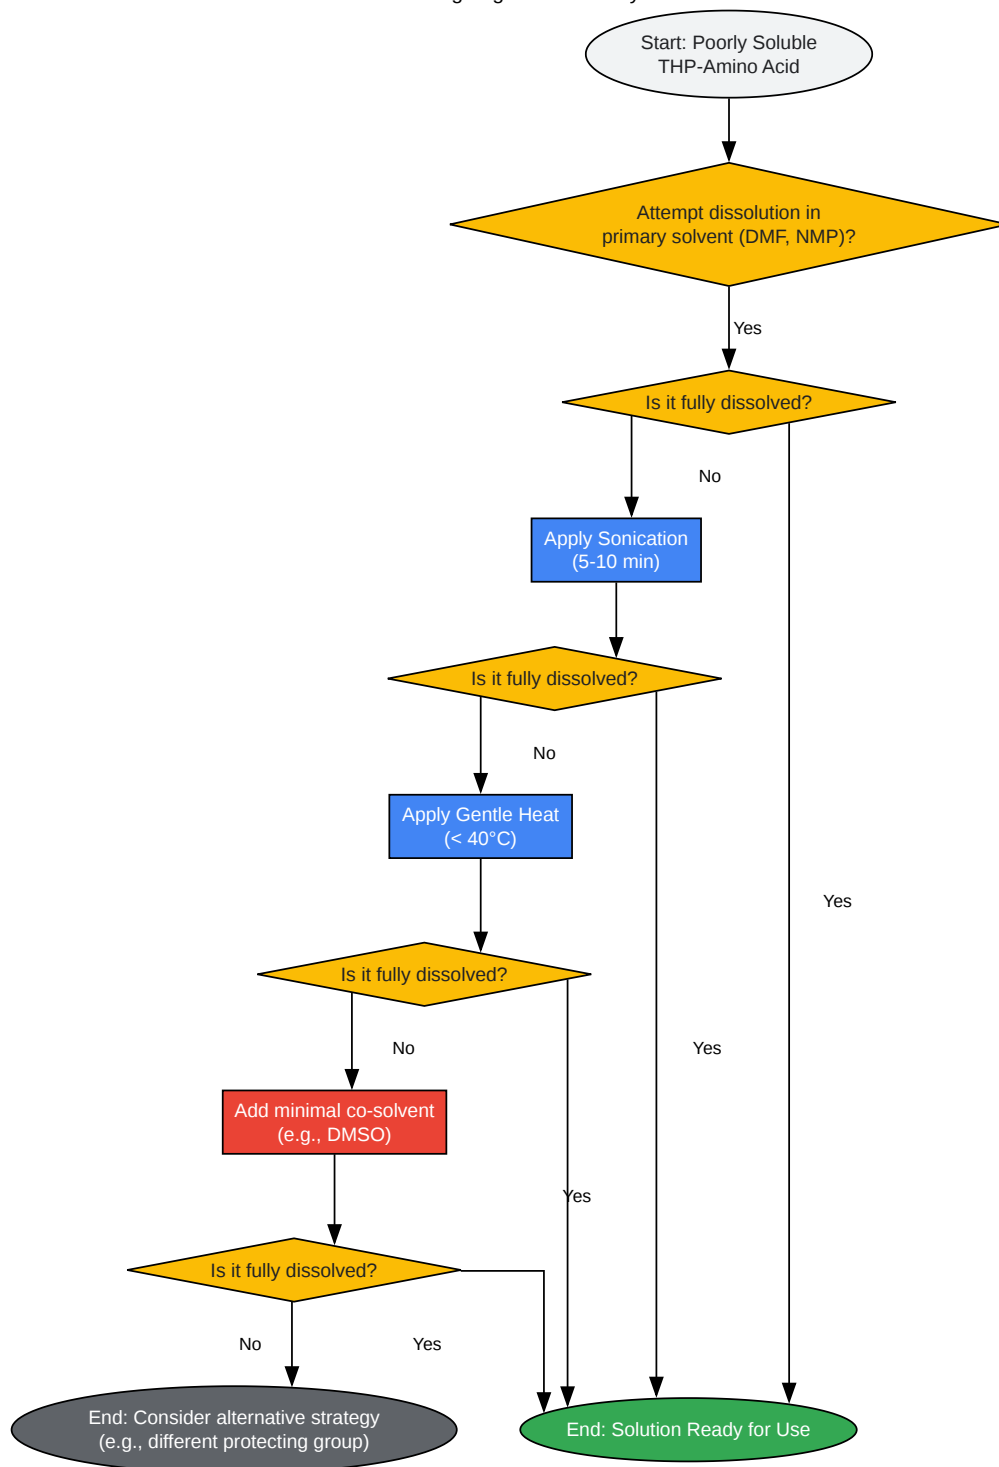 Start: Poorly Soluble
THP-Amino Acid
Attempt dissolution in
primary solvent (DMF, NMP)?
Yes
Is it fully dissolved?
No
Apply Sonication
(5-10 min)
Is it fully dissolved?
No
Apply Gentle Heat
(< 40°C)
Yes
Is it fully dissolved?
No
Yes
Add minimal co-solvent
(e.g., DMSO)
Yes
Is it fully dissolved?
No
Yes
End: Consider alternative strategy
(e.g., different protecting group)
End: Solution Ready for Use